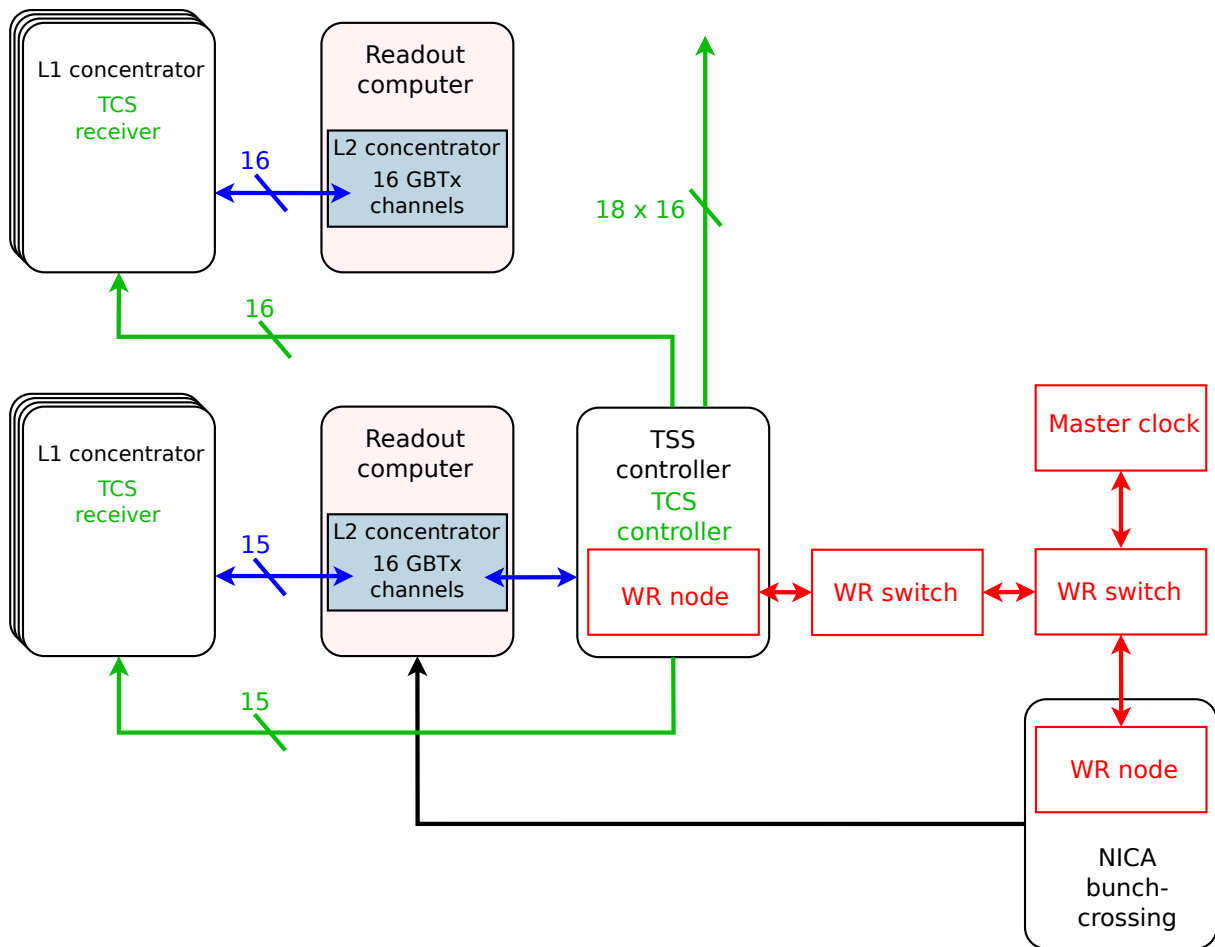 L1 concentrator
TCS
receiver
16
Readout
computer
L2 concentrator
16 GBTx
channels
18 x 16
16
L1 concentrator
TCS
receiver
15
Readout
computer
L2 concentrator
16 GBTx
channels
TSS
controller
TCS
controller
WR node
WR switch
Master clock
WR switch
15
WR node
NICA
bunch-
crossing